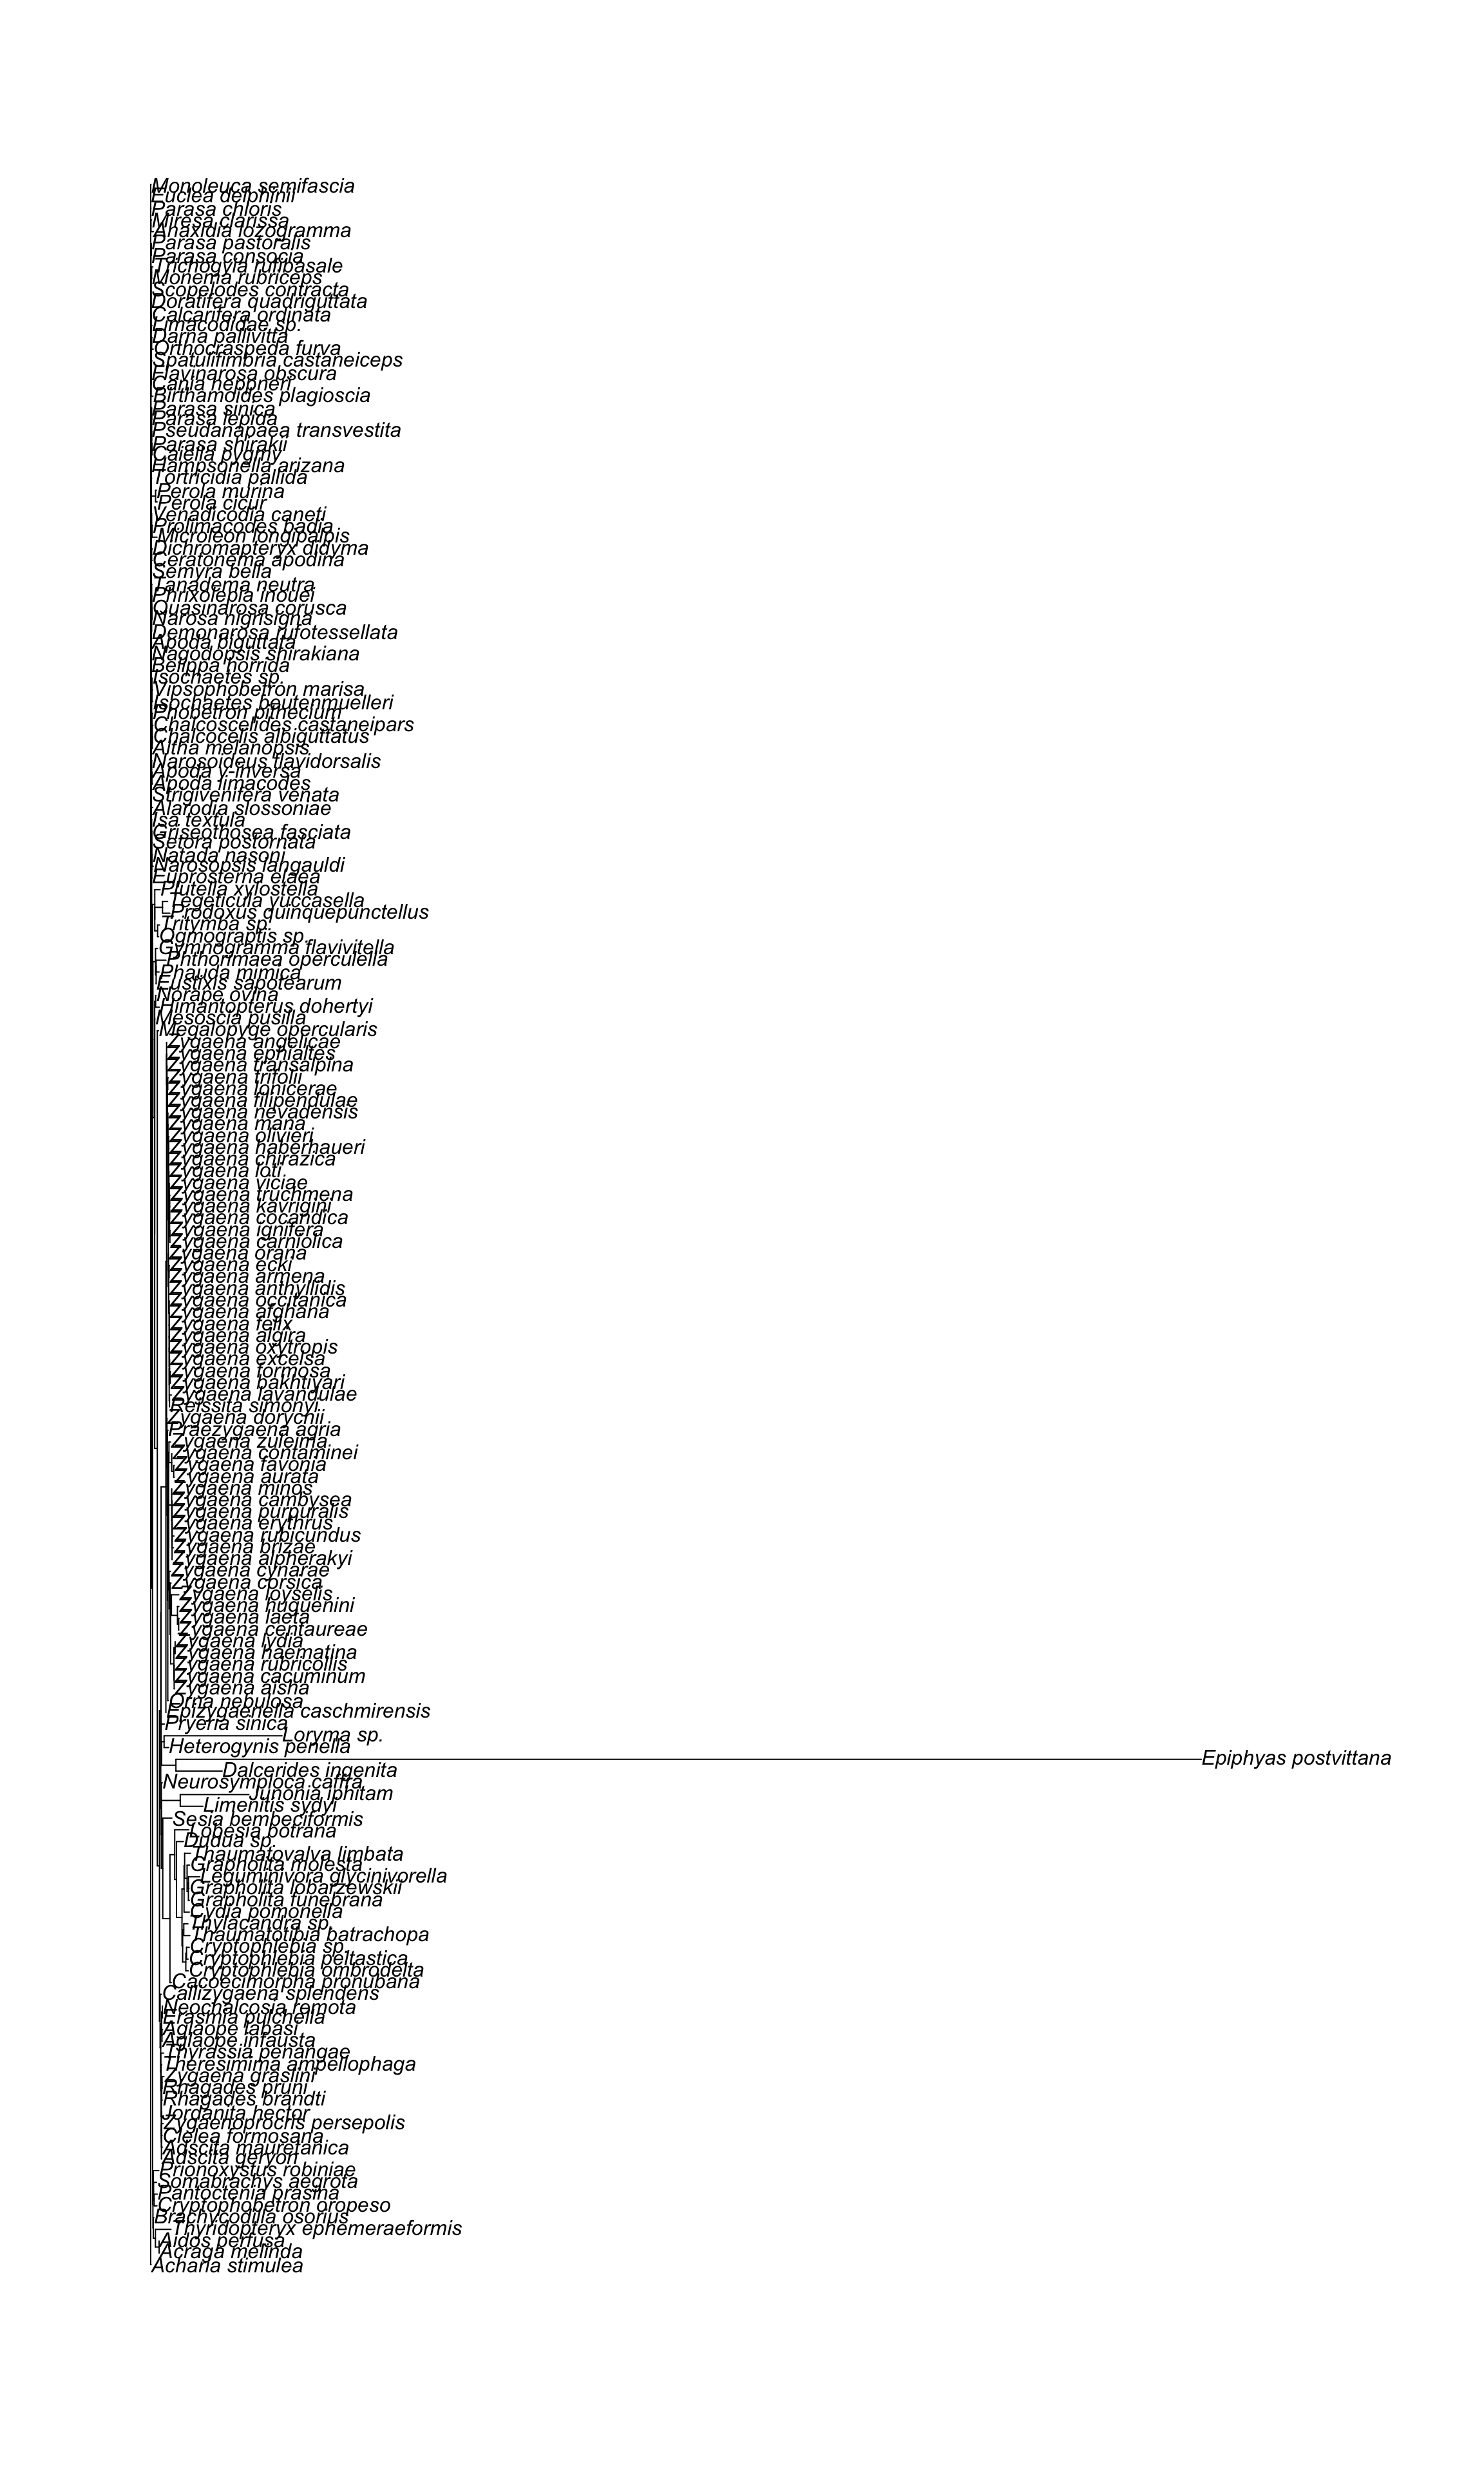 Monoleuca semifascia
Euclea delphinii
Parasa chloris
Miresa clarissa
Anaxidia lozogramma
Parasa pastoralis
Parasa consocia
Trichogyia rufibasale
Monema rubriceps
Scopelodes contracta
Doratifera quadriguttata
Calcarifera ordinata
Limacodidae sp.
Darna pallivitta
Orthocraspeda furva
Spatulifimbria castaneiceps
Flavinarosa obscura
Cania heppneri
Birthamoides plagioscia
Parasa sinica
Parasa lepida
Pseudanapaea transvestita
Parasa shirakii
Caiella pygmy
Hampsonella arizana
Tortricidia pallida
Perola murina
Perola cicur
Venadicodia caneti
Prolimacodes badia
Microleon longipalpis
Dichromapteryx didyma
Ceratonema apodina
Semyra bella
Tanadema neutra
Phrixolepia inouei
Quasinarosa corusca
Narosa nigrisigna
Demonarosa rufotessellata
Apoda biguttata
Nagodopsis shirakiana
Belippa horrida
Isochaetes sp.
Vipsophobetron marisa
Isochaetes beutenmuelleri
Phobetron pithecium
Chalcoscelides castaneipars
Chalcocelis albiguttatus
Altha melanopsis
Narosoideus flavidorsalis
Apoda y-inversa
Apoda limacodes
Strigivenifera venata
Alarodia slossoniae
Isa textula
Griseothosea fasciata
Setora postornata
Natada nasoni
Narosopsis langauldi
Euprosterna elaea
Plutella xylostella
Tegeticula yuccasella
Prodoxus quinquepunctellus
Tritymba sp.
Ogmograptis sp.
Gymnogramma flavivitella
Phthorimaea operculella
Phauda mimica
Eustixis sapotearum
Norape ovina
Himantopterus dohertyi
Mesoscia pusilla
Megalopyge opercularis
Zygaena angelicae
Zygaena ephialtes
Zygaena transalpina
Zygaena trifolii
Zygaena lonicerae
Zygaena filipendulae
Zygaena nevadensis
Zygaena mana
Zygaena olivieri
Zygaena haberhaueri
Zygaena chirazica
Zygaena loti
Zygaena viciae
Zygaena truchmena
Zygaena kavrigini
Zygaena cocandica
Zygaena ignifera
Zygaena carniolica
Zygaena orana
Zygaena ecki
Zygaena armena
Zygaena anthyllidis
Zygaena occitanica
Zygaena afghana
Zygaena felix
Zygaena algira
Zygaena oxytropis
Zygaena excelsa
Zygaena formosa
Zygaena bakhtiyari
Zygaena lavandulae
Reissita simonyi
Zygaena dorycnii
Praezygaena agria
Zygaena zuleima
Zygaena contaminei
Zygaena favonia
Zygaena aurata
Zygaena minos
Zygaena cambysea
Zygaena purpuralis
Zygaena erythrus
Zygaena rubicundus
Zygaena brizae
Zygaena alpherakyi
Zygaena cynarae
Zygaena corsica
Zygaena loyselis
Zygaena huguenini
Zygaena laeta
Zygaena centaureae
Zygaena lydia
Zygaena haematina
Zygaena rubricollis
Zygaena cacuminum
Zygaena aisha
Orna nebulosa
Epizygaenella caschmirensis
Pryeria sinica
Loryma sp.
Heterogynis penella
Epiphyas postvittana
Dalcerides ingenita
Neurosymploca caffra
Junonia iphitam
Limenitis sydyi
Sesia bembeciformis
Lobesia botrana
Dudua sp.
Thaumatovalva limbata
Grapholita molesta
Leguminivora glycinivorella
Grapholita lobarzewskii
Grapholita funebrana
Cydia pomonella
Thylacandra sp.
Thaumatotibia batrachopa
Cryptophlebia sp.
Cryptophlebia peltastica
Cryptophlebia ombrodelta
Cacoecimorpha pronubana
Callizygaena splendens
Neochalcosia remota
Erasmia pulchella
Aglaope labasi
Aglaope infausta
Thyrassia penangae
Theresimima ampellophaga
Zygaena graslini
Rhagades pruni
Rhagades brandti
Jordanita hector
Zygaenoprocris persepolis
Clelea formosana
Adscita mauretanica
Adscita geryon
Prionoxystus robiniae
Somabrachys aegrota
Pantoctenia prasina
Cryptophobetron oropeso
Brachycodilla osorius
Thyridopteryx ephemeraeformis
Aidos perfusa
Acraga melinda
Acharia stimulea